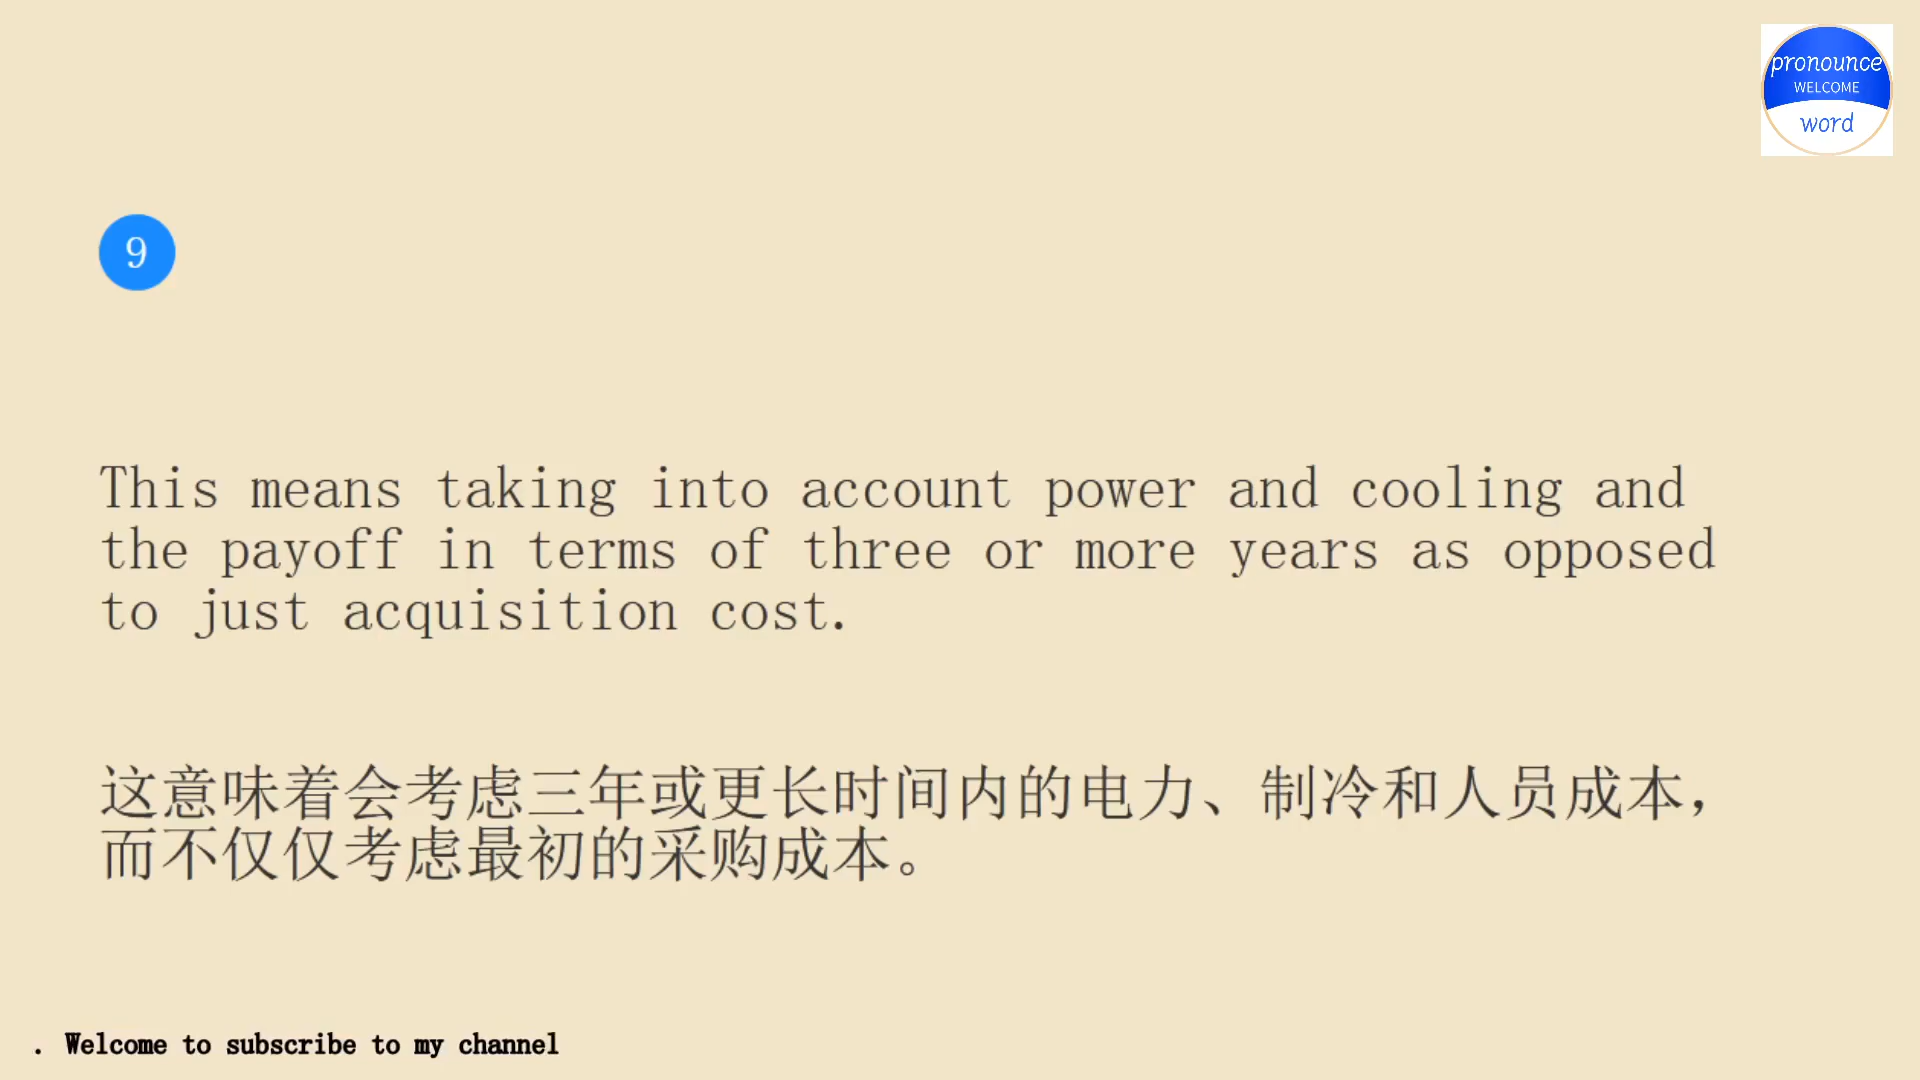 pronounce
WELCOME
word
9
This means taking into account power and cooling and
the payoff in terms of three or more years as opposed
to just acquisition cost.
这意味着会考虑三年或更长时间内的电力、制冷和人员成本，
而不仅仅考虑最初的采购成本。
. Welcome to subscribe to my channel